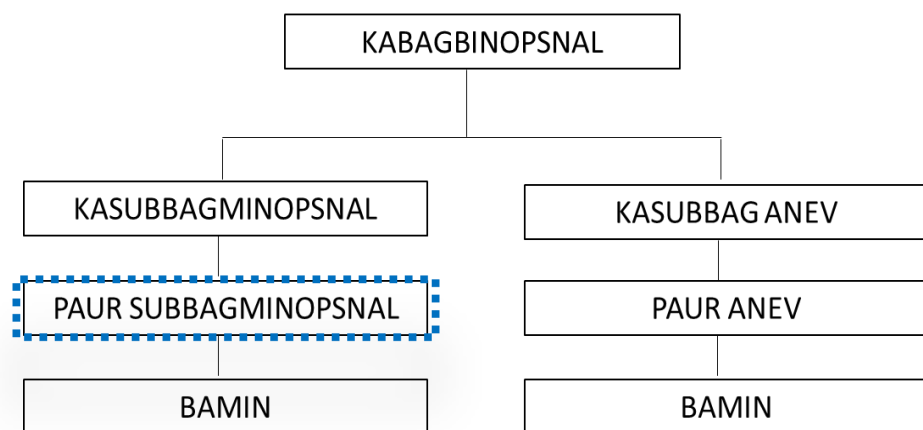 KABAGBINOPSNAL
KASUBBAGMINOPSNAL
KASUBBAG ANEV
PAUR SUBBAGMINOPSNAL
PAUR ANEV
BAMIN
BAMIN